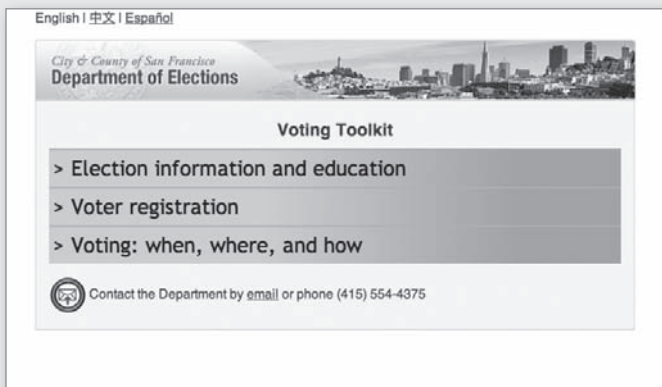 English | 中文 | Español
City & County of San Francisco
Department of Elections
Voting Toolkit
> Election information and education
> Voter registration
> Voting: when, where, and how
Contact the Department by email or phone (415) 554-4375